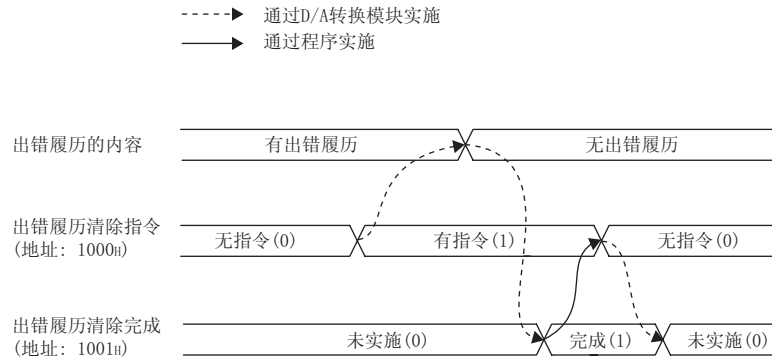 通过D/A转换模块实施
通过程序实施
出错履历的内容
有出错履历
无出错履历
出错履历清除指令
(地址: 1000H)
无指令(0)
有指令(1)
无指令(0)
出错履历清除完成
(地址: 1001H)
未实施(0)
完成(1)
未实施(0)